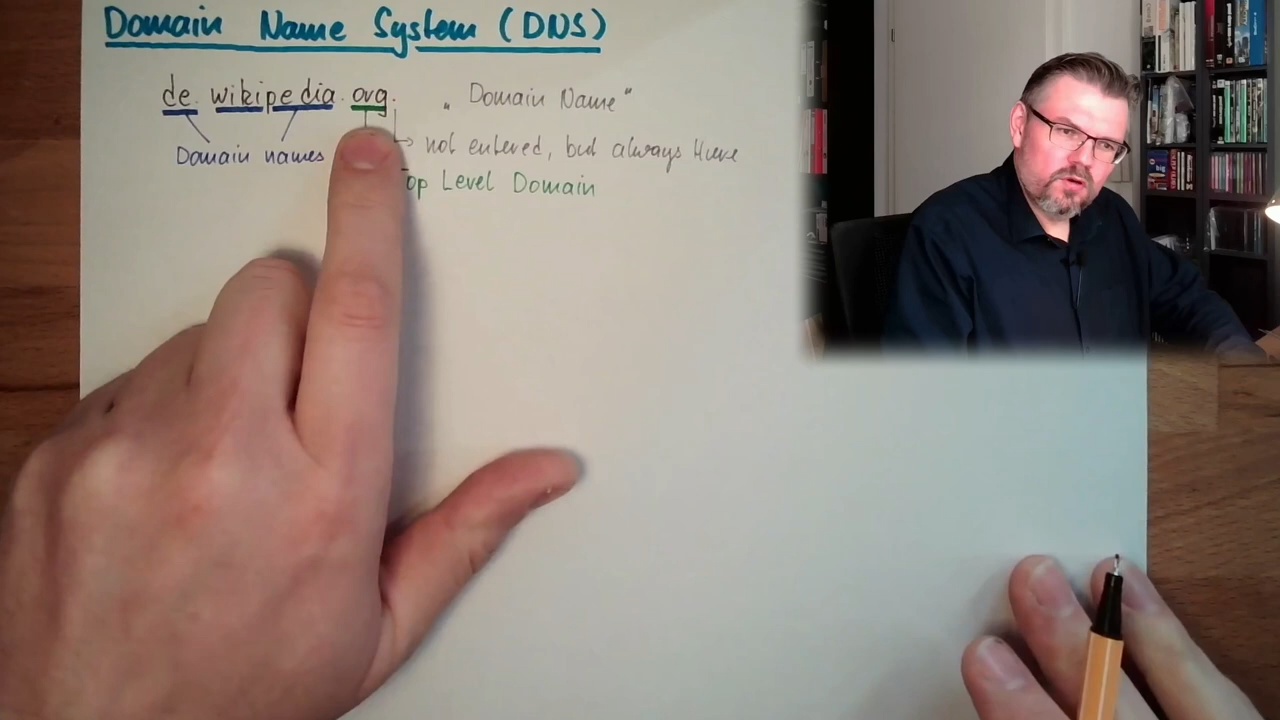 Domain Name System (DNS)
de.wikipedia.org. „Domain Name"
Domain names
not entered, but always there
op Level Domain